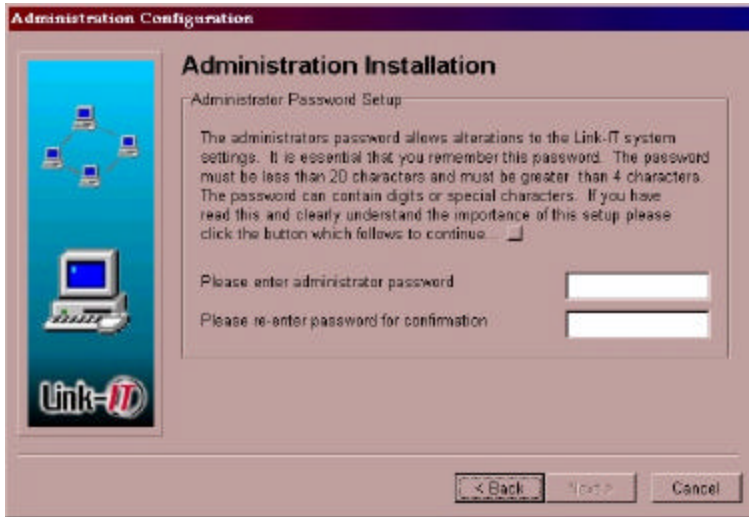 Administration Configuration
Administration Installation
Administrator Password Setup
The administrators password allows alterations to the Link-IT system
settings. It is essential that you remember this password. The password
must be less than 20 characters and must be greater than 4 characters.
The password can contain digits or special characters. If you have
read this and clearly understand the importance of this setup please
click the button which follows to continue...
Please enter administrator password
Please re-enter password for confirmation
Link-IT
< Back
Next >
Cancel